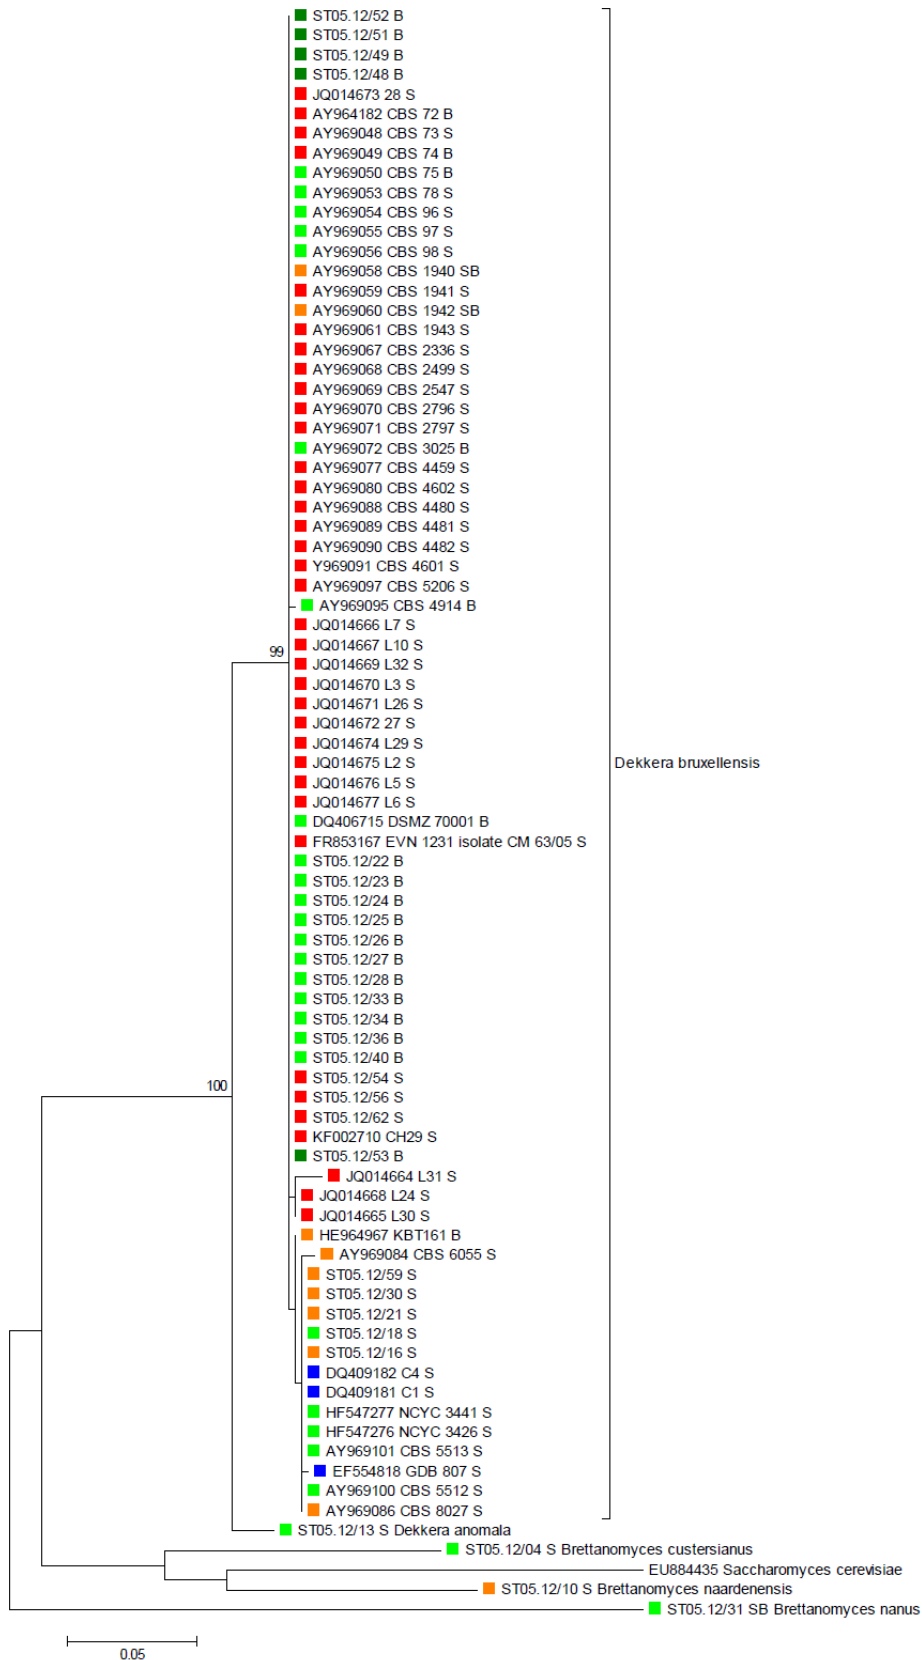 ST05.12/52 B
ST05.12/51 B
ST05.12/49 B
ST05.12/48 B
JQ014673 28 S
AY964182 CBS 72 B
AY969048 CBS 73 S
AY969049 CBS 74 B
AY969050 CBS 75 B
AY969053 CBS 78 S
AY969054 CBS 96 S
AY969055 CBS 97 S
AY969056 CBS 98 S
AY969058 CBS 1940 SB
AY969059 CBS 1941 S
AY969060 CBS 1942 SB
AY969061 CBS 1943 S
AY969067 CBS 2336 S
AY969068 CBS 2499 S
AY969069 CBS 2547 S
AY969070 CBS 2796 S
AY969071 CBS 2797 S
AY969072 CBS 3025 B
AY969077 CBS 4459 S
AY969080 CBS 4602 S
AY969088 CBS 4480 S
AY969089 CBS 4481 S
AY969090 CBS 4482 S
Y969091 CBS 4601 S
AY969097 CBS 5206 S
AY969095 CBS 4914 B
JQ014666 L7 S
JQ014667 L10 S
99
JQ014669 L32 S
JQ014670 L3 S
JQ014671 L26 S
JQ014672 27 S
JQ014674 L29 S
JQ014675 L2 S
Dekkera bruxellensis
JQ014676 L5 S
JQ014677 L6 S
DQ406715 DSMZ 70001 B
FR853167 EVN 1231 isolate CM 63/05 S
ST05.12/22 B
ST05.12/23 B
ST05.12/24 B
ST05.12/25 B
ST05.12/26 B
ST05.12/27 B
ST05.12/28 B
ST05.12/33 B
ST05.12/34 B
ST05.12/36 B
ST05.12/40 B
ST05.12/54 S
100
ST05.12/56 S
ST05.12/62 S
KF002710 CH29 S
ST05.12/53 B
JQ014664 L31 S
JQ014668 L24 S
JQ014665 L30 S
HE964967 KBT161 B
AY969084 CBS 6055 S
ST05.12/59 S
ST05.12/30 S
ST05.12/21 S
ST05.12/18 S
ST05.12/16 S
DQ409182 C4 S
DQ409181 C1 S
HF547277 NCYC 3441 S
HF547276 NCYC 3426 S
AY969101 CBS 5513 S
EF554818 GDB 807 S
AY969100 CBS 5512 S
AY969086 CBS 8027 S
ST05.12/13 S Dekkera anomala
ST05.12/04 S Brettanomyces custersianus
EU884435 Saccharomyces cerevisiae
ST05.12/10 S Brettanomyces naardenensis
ST05.12/31 SB Brettanomyces nanus
0.05